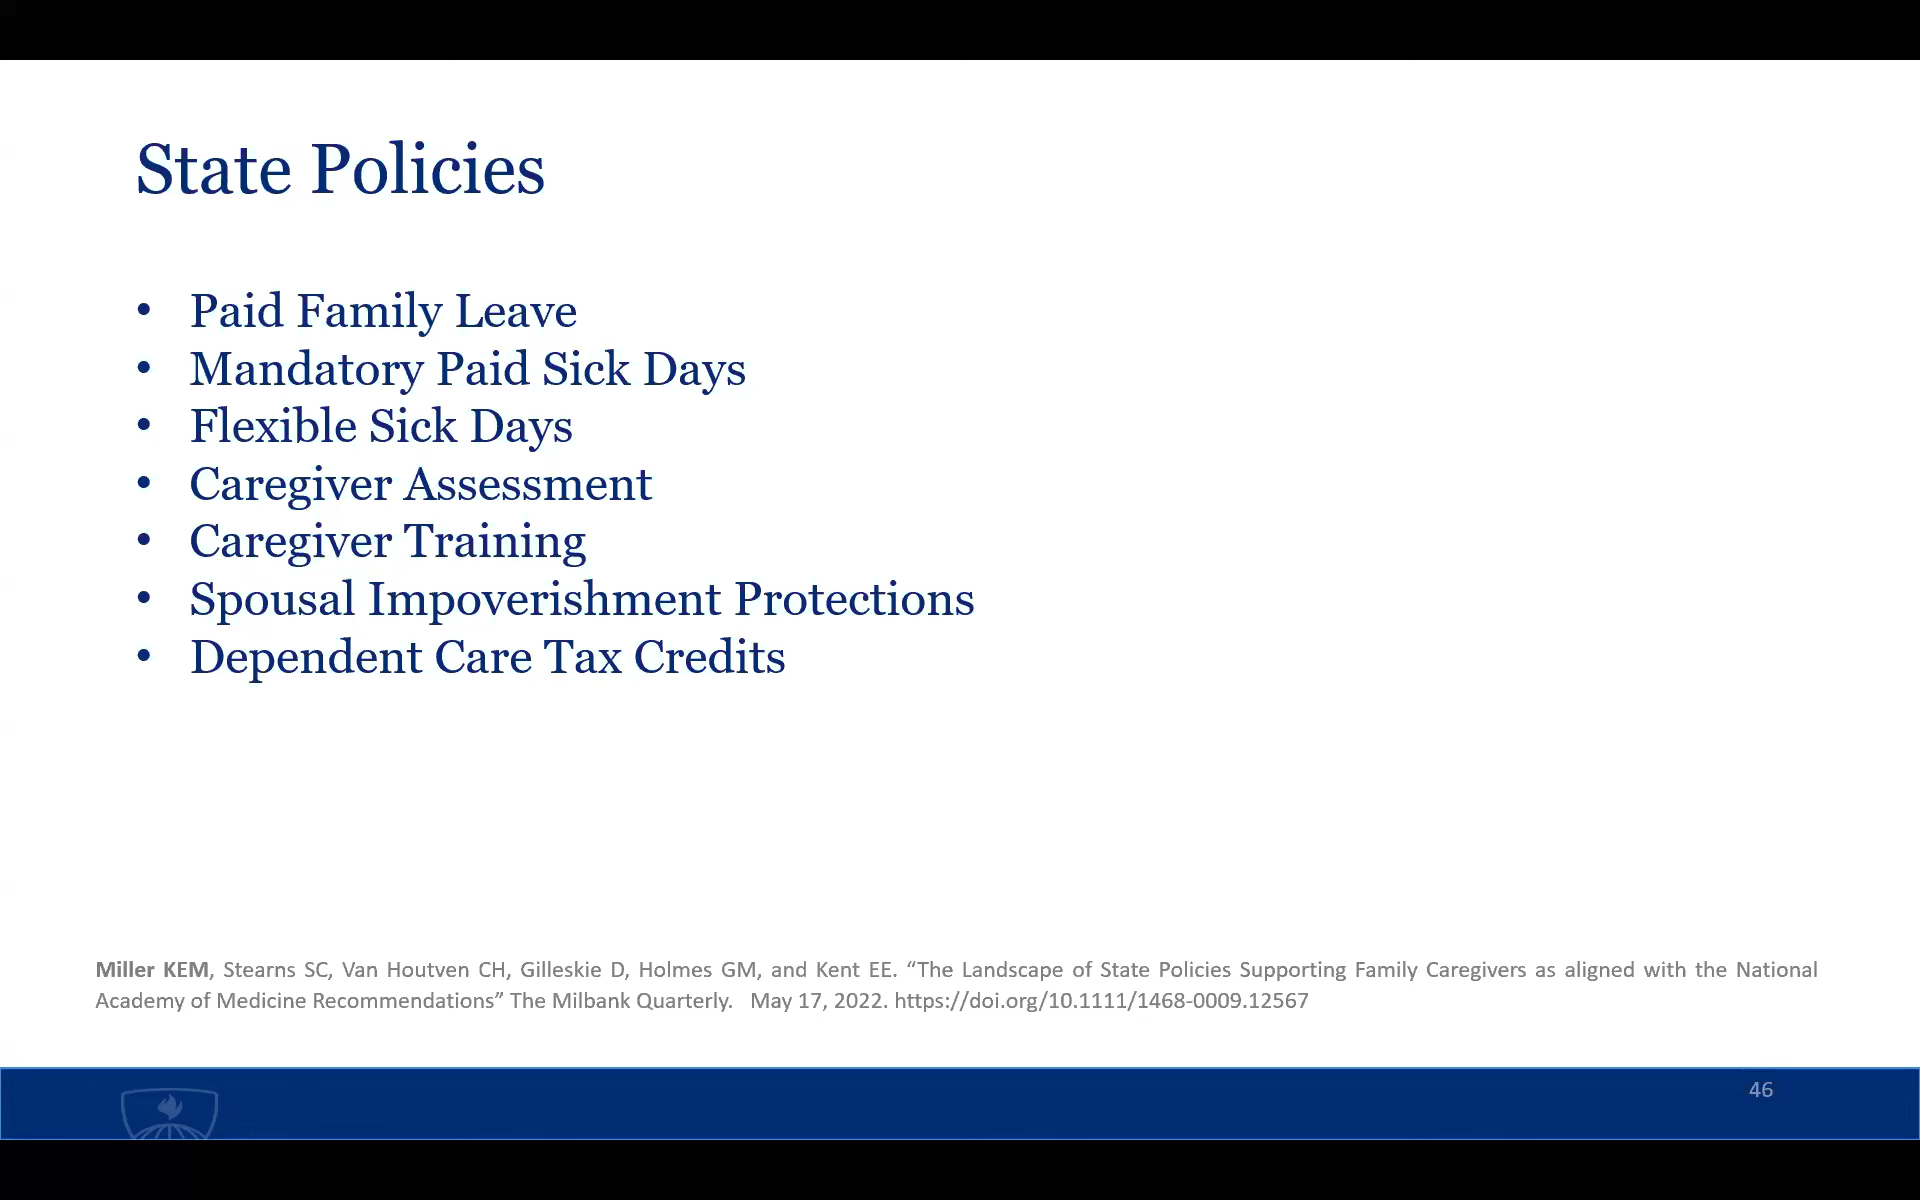 State Policies
• Paid Family Leave
• Mandatory Paid Sick Days
• Flexible Sick Days
• Caregiver Assessment
• Caregiver Training
• Spousal Impoverishment Protections
• Dependent Care Tax Credits
Miller KEM, Stearns SC, Van Houtven CH, Gilleskie D, Holmes GM, and Kent EE. “The Landscape of State Policies Supporting Family Caregivers as aligned with the National
Academy of Medicine Recommendations” The Milbank Quarterly. May 17, 2022. https://doi.org/10.1111/1468-0009.12567
46